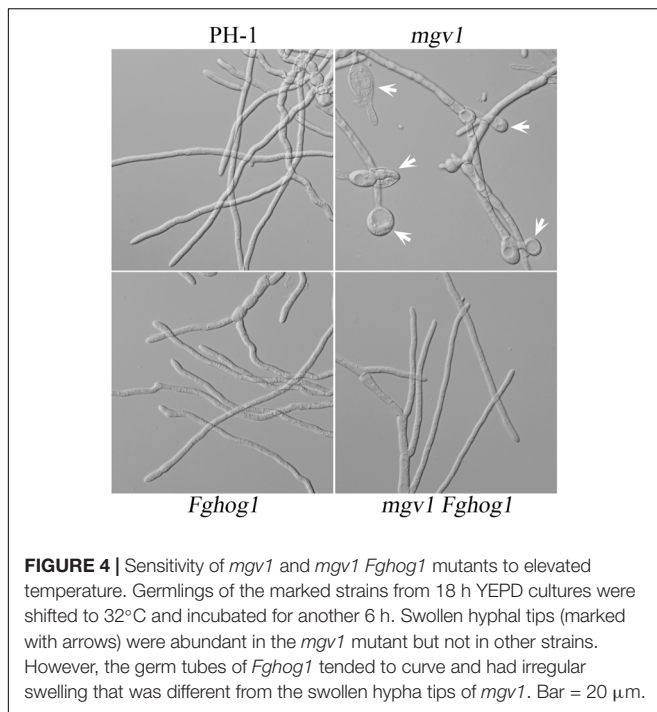 PH-1 mgv1
Fghog1 mgv1 Fghog1
FIGURE 4 | Sensitivity of mgv1 and mgv1 Fghog1 mutants to elevated
temperature. Germlings of the marked strains from 18 h YEPD cultures were
shifted to 32°C and incubated for another 6 h. Swollen hyphal tips (marked
with arrows) were abundant in the mgv1 mutant but not in other strains.
However, the germ tubes of Fghog1 tended to curve and had irregular
swelling that was different from the swollen hypha tips of mgv1. Bar = 20 μm.